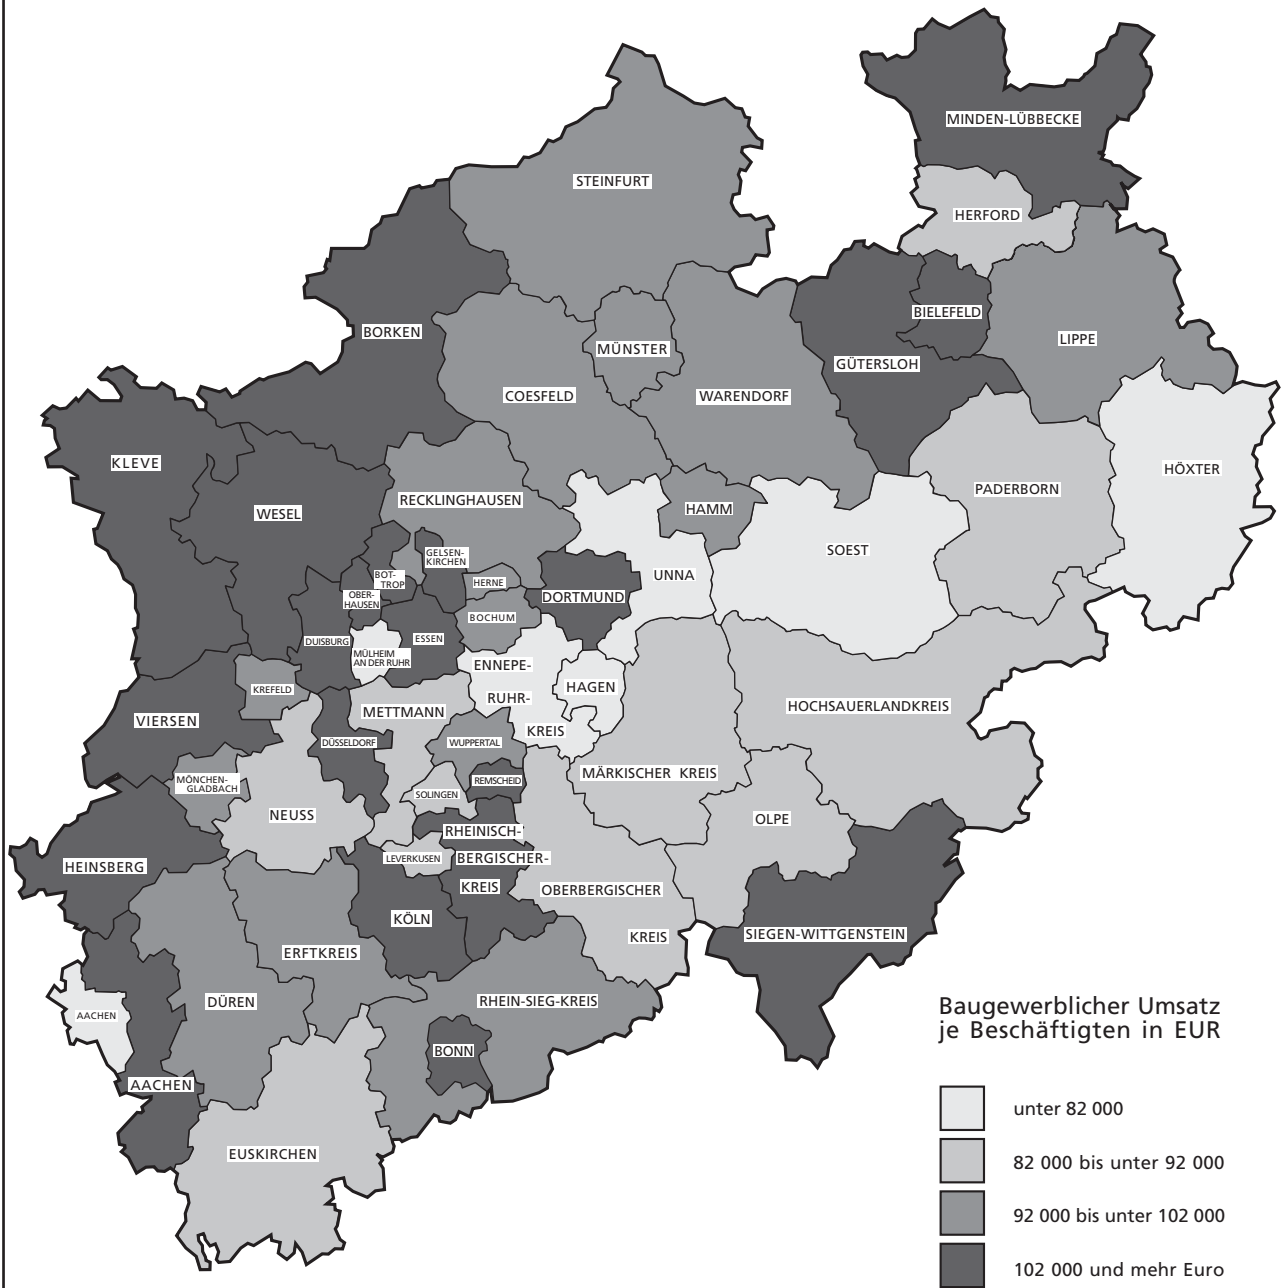 MINDEN-LÜBBECKE
STEINFURT
HERFORD
BIELEFELD
BORKEN
LIPPE
MÜNSTER
GÜTERSLOH
COESFELD
WARENDORF
KLEVE
HÖXTER
PADERBORN
RECKLINGHAUSEN
HAMM
WESEL
SOEST
GELSEN-
KIRCHEN
UNNA
BOT-
TROP
HERNE
OBER-
HAUSEN
DORTMUND
BOCHUM
DUISBURG
ESSEN
MÜLHEIM
AN DER RUHR
ENNEPE-
RUHR-
KREIS
HAGEN
KREFELD
METTMANN
HOCHSAUERLANDKREIS
VIERSEN
DÜSSELDORF
WUPPERTAL
MÄRKISCHER KREIS
MÖNCHEN-
GLADBACH
REMSCHEID
SOLINGEN
NEUSS
OLPE
RHEINISCH-
BERGISCHER-
KREIS
LEVERKUSEN
HEINSBERG
OBERBERGISCHER
KREIS
KÖLN
SIEGEN-WITTGENSTEIN
ERFTKREIS
DÜREN
RHEIN-SIEG-KREIS
AACHEN
BONN
AACHEN
EUSKIRCHEN
Baugewerblicher Umsatz
je Beschäftigten in EUR
unter 82 000
82 000 bis unter 92 000
92 000 bis unter 102 000
102 000 und mehr Euro